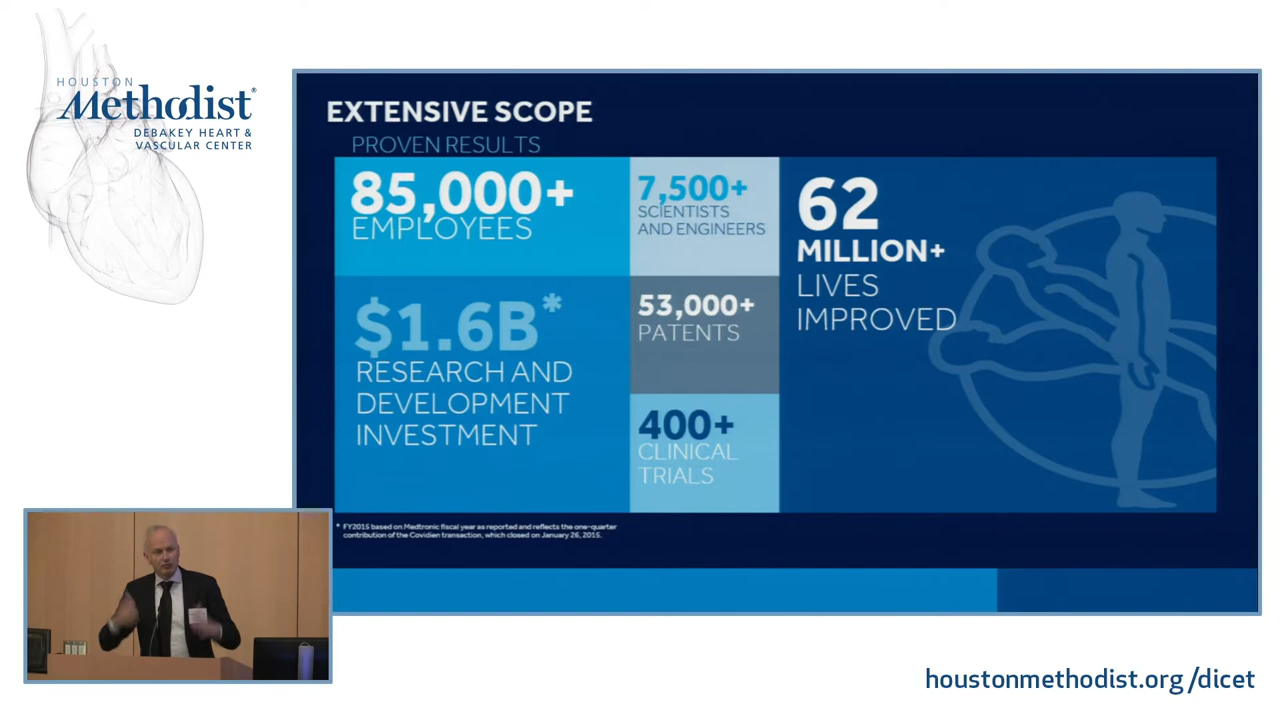 HOUSTON
Methodist®
DEBAKEY HEART &
VASCULAR CENTER
EXTENSIVE SCOPE
PROVEN RESULTS
85,000+
EMPLOYEES
$1.6B*
RESEARCH AND
DEVELOPMENT
INVESTMENT
7,500+
SCIENTISTS
AND ENGINEERS
53,000+
PATENTS
400+
CLINICAL
TRIALS
62
MILLION+
LIVES
IMPROVED
* FY2015 based on Medtronic fiscal year as reported and reflects the one-quarter
contribution of the Covidien transaction, which closed on January 26, 2015.
houstonmethodist.org/dicet